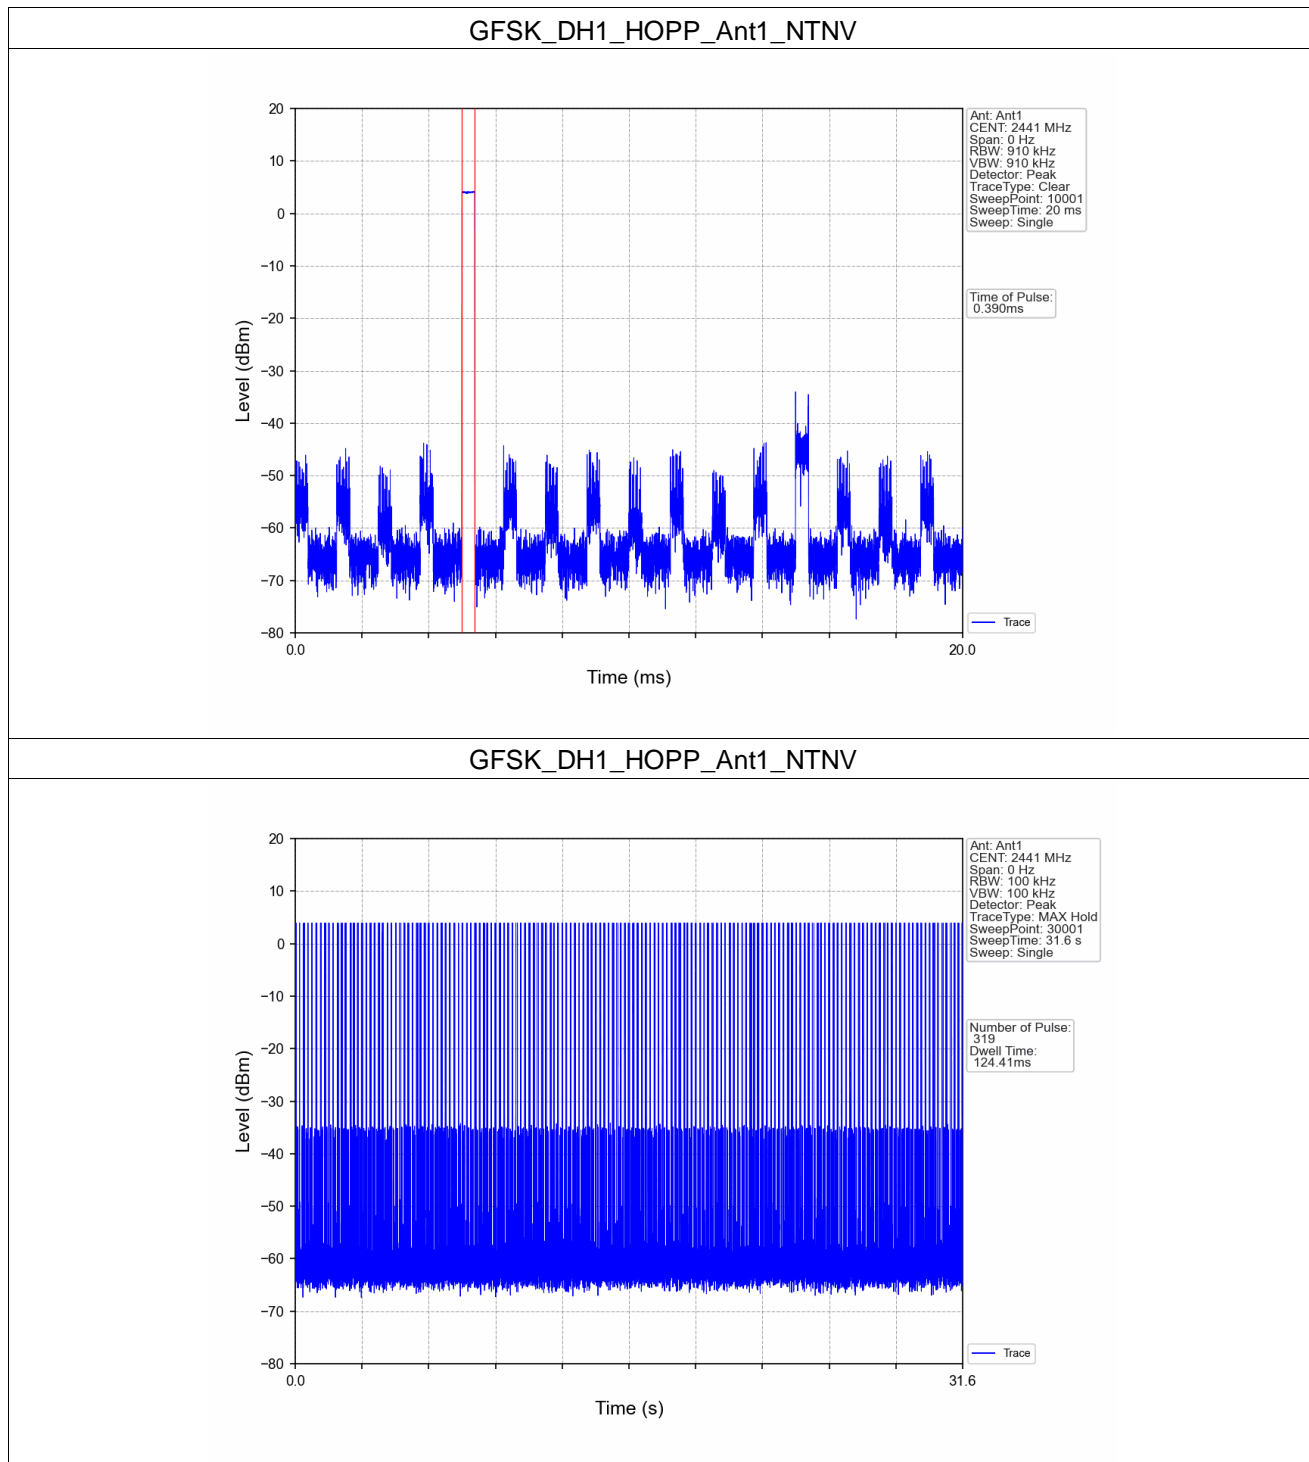 GFSK_DH1_HOPP_Ant1_NTNV
20
10
0
−10
−20
−30
−40
−50
−60
−70
−80
Level (dBm)
0.0
20.0
Time (ms)
Ant: Ant1
CENT: 2441 MHz
Span: 0 Hz
RBW: 910 kHz
VBW: 910 kHz
Detector: Peak
TraceType: Clear
SweepPoint: 10001
SweepTime: 20 ms
Sweep: Single
Time of Pulse:
0.390ms
Trace
GFSK_DH1_HOPP_Ant1_NTNV
20
10
0
−10
−20
−30
−40
−50
−60
−70
−80
Level (dBm)
0.0
31.6
Time (s)
Ant: Ant1
CENT: 2441 MHz
Span: 0 Hz
RBW: 100 kHz
VBW: 100 kHz
Detector: Peak
TraceType: MAX Hold
SweepPoint: 30001
SweepTime: 31.6 s
Sweep: Single
Number of Pulse:
319
Dwell Time:
124.41ms
Trace